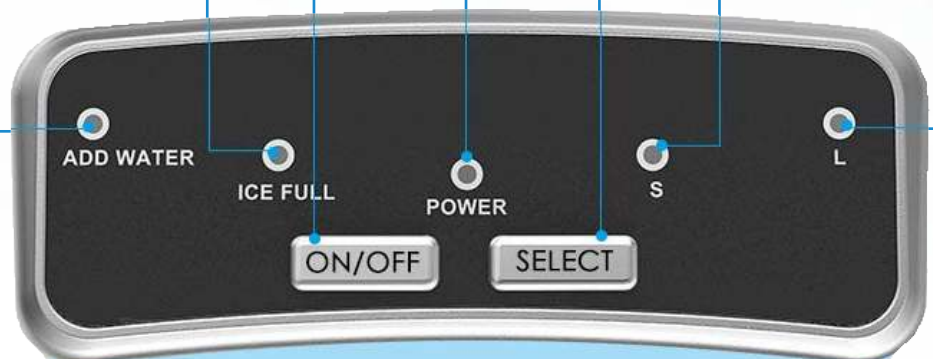 ADD WATER
ICE FULL
POWER
S
L
ON/OFF
SELECT